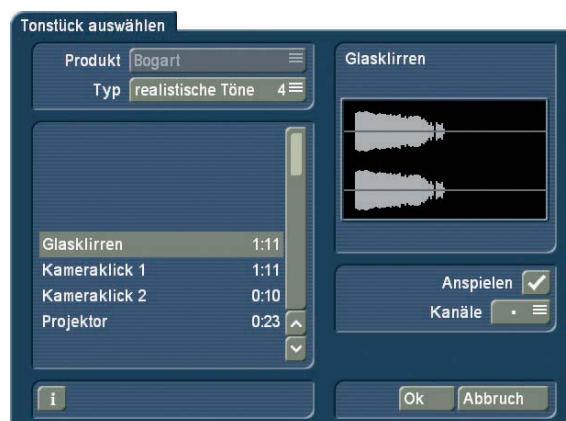 Tonstück auswählen
Produkt Bogart
Typ realistische Töne 4
Glasklirren 1:11
Kameraklick 1 1:11
Kameraklick 2 0:10
Projektor 0:23
i
Glasklirren
Anspielen
Kanäle
Ok Abbruch